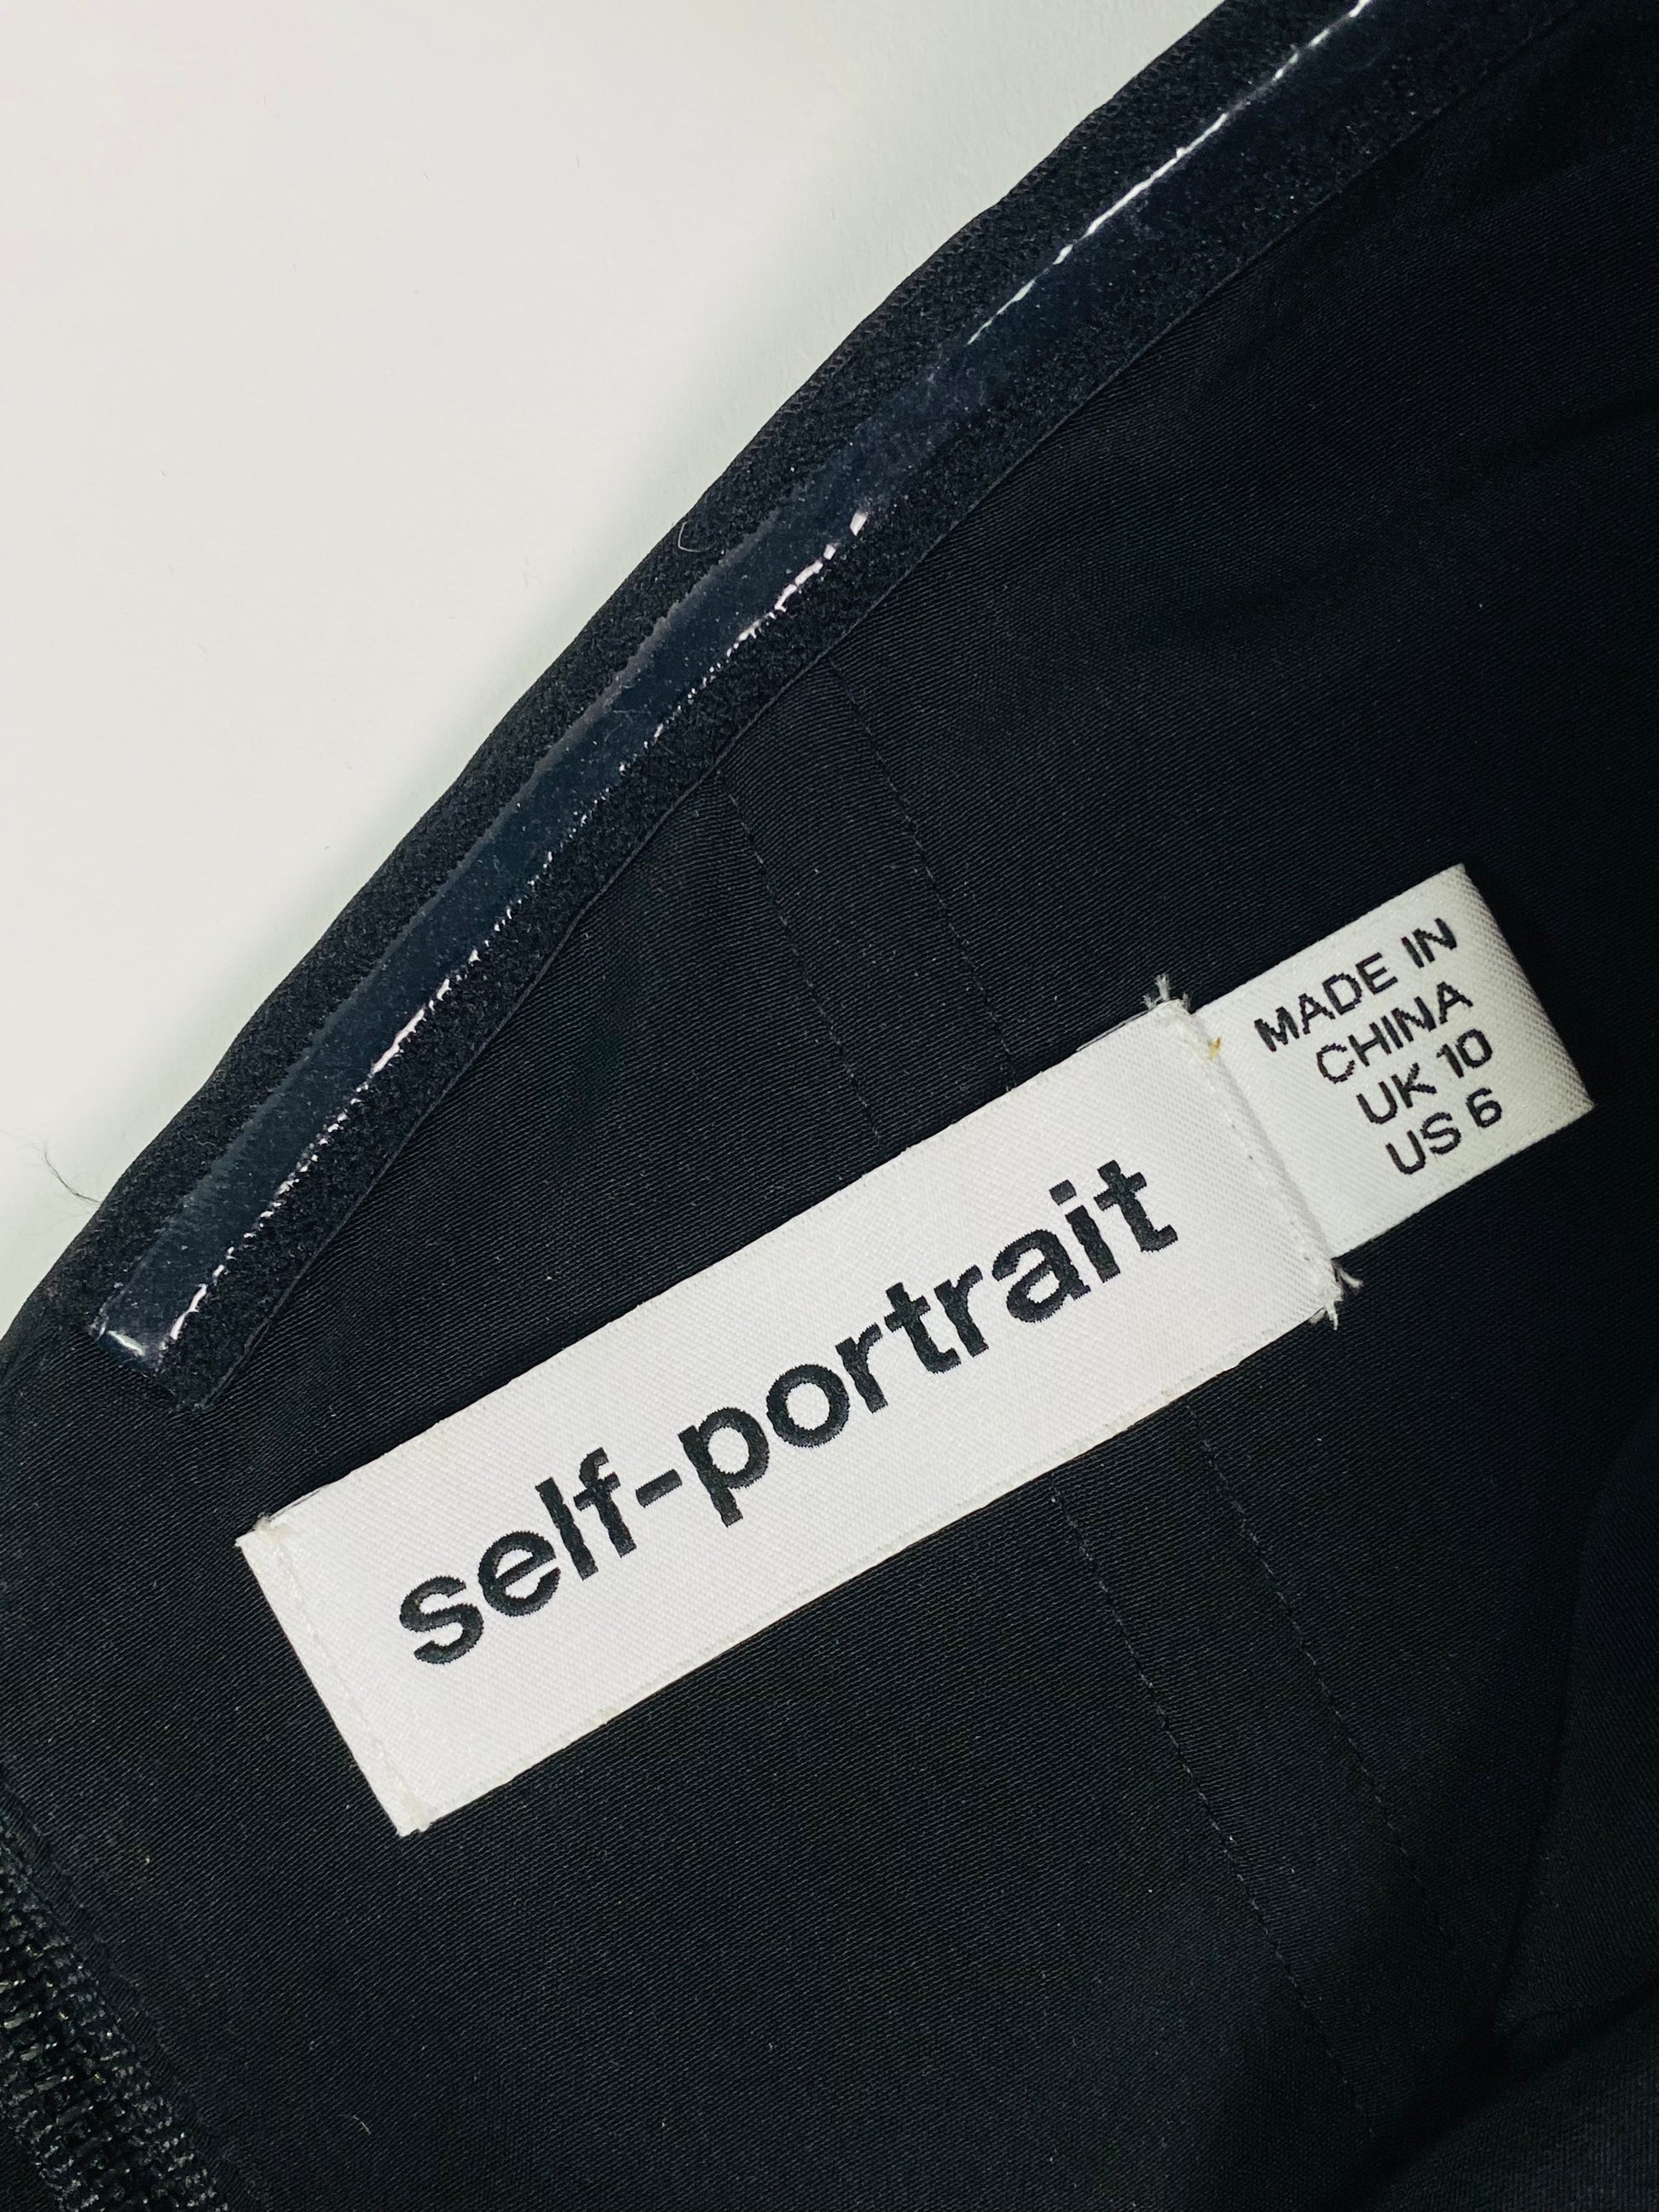 self-portrait
MADE IN
CHINA
UK 10
US 6